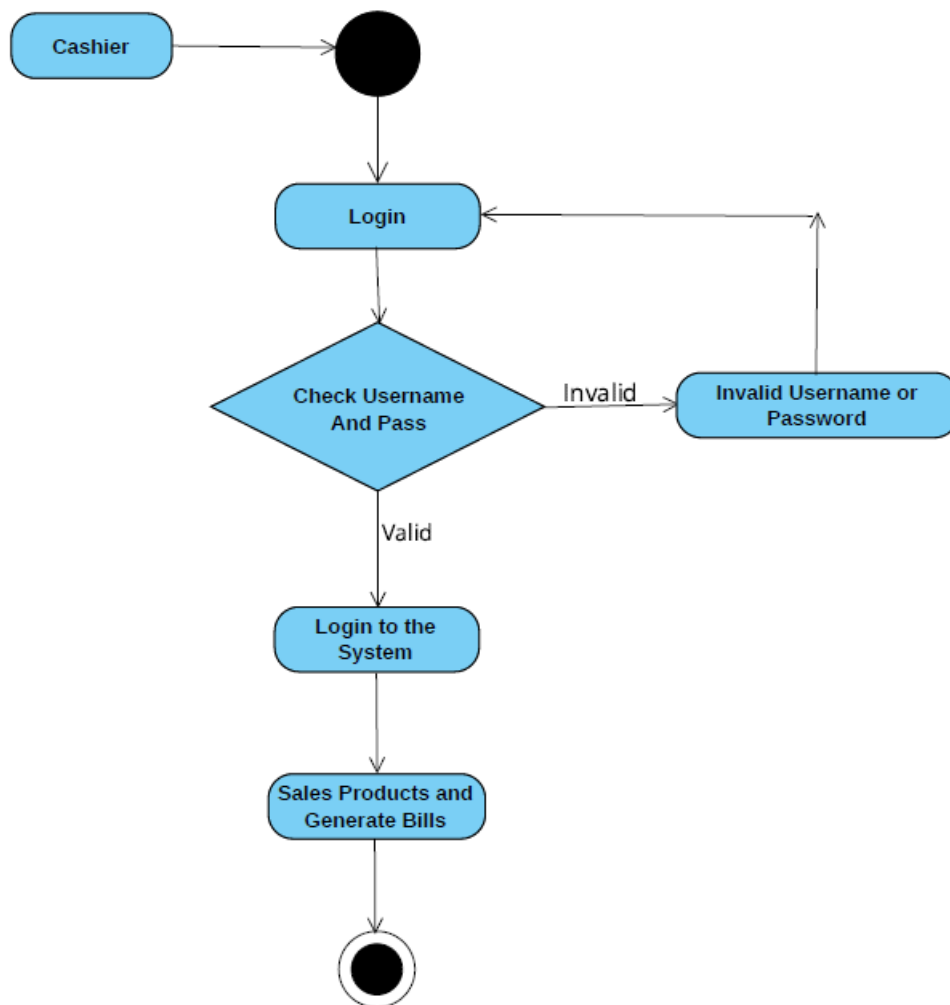 Cashier
Login
Check Username
And Pass
Invalid
Invalid Username or
Password
Valid
Login to the
System
Sales Products and
Generate Bills